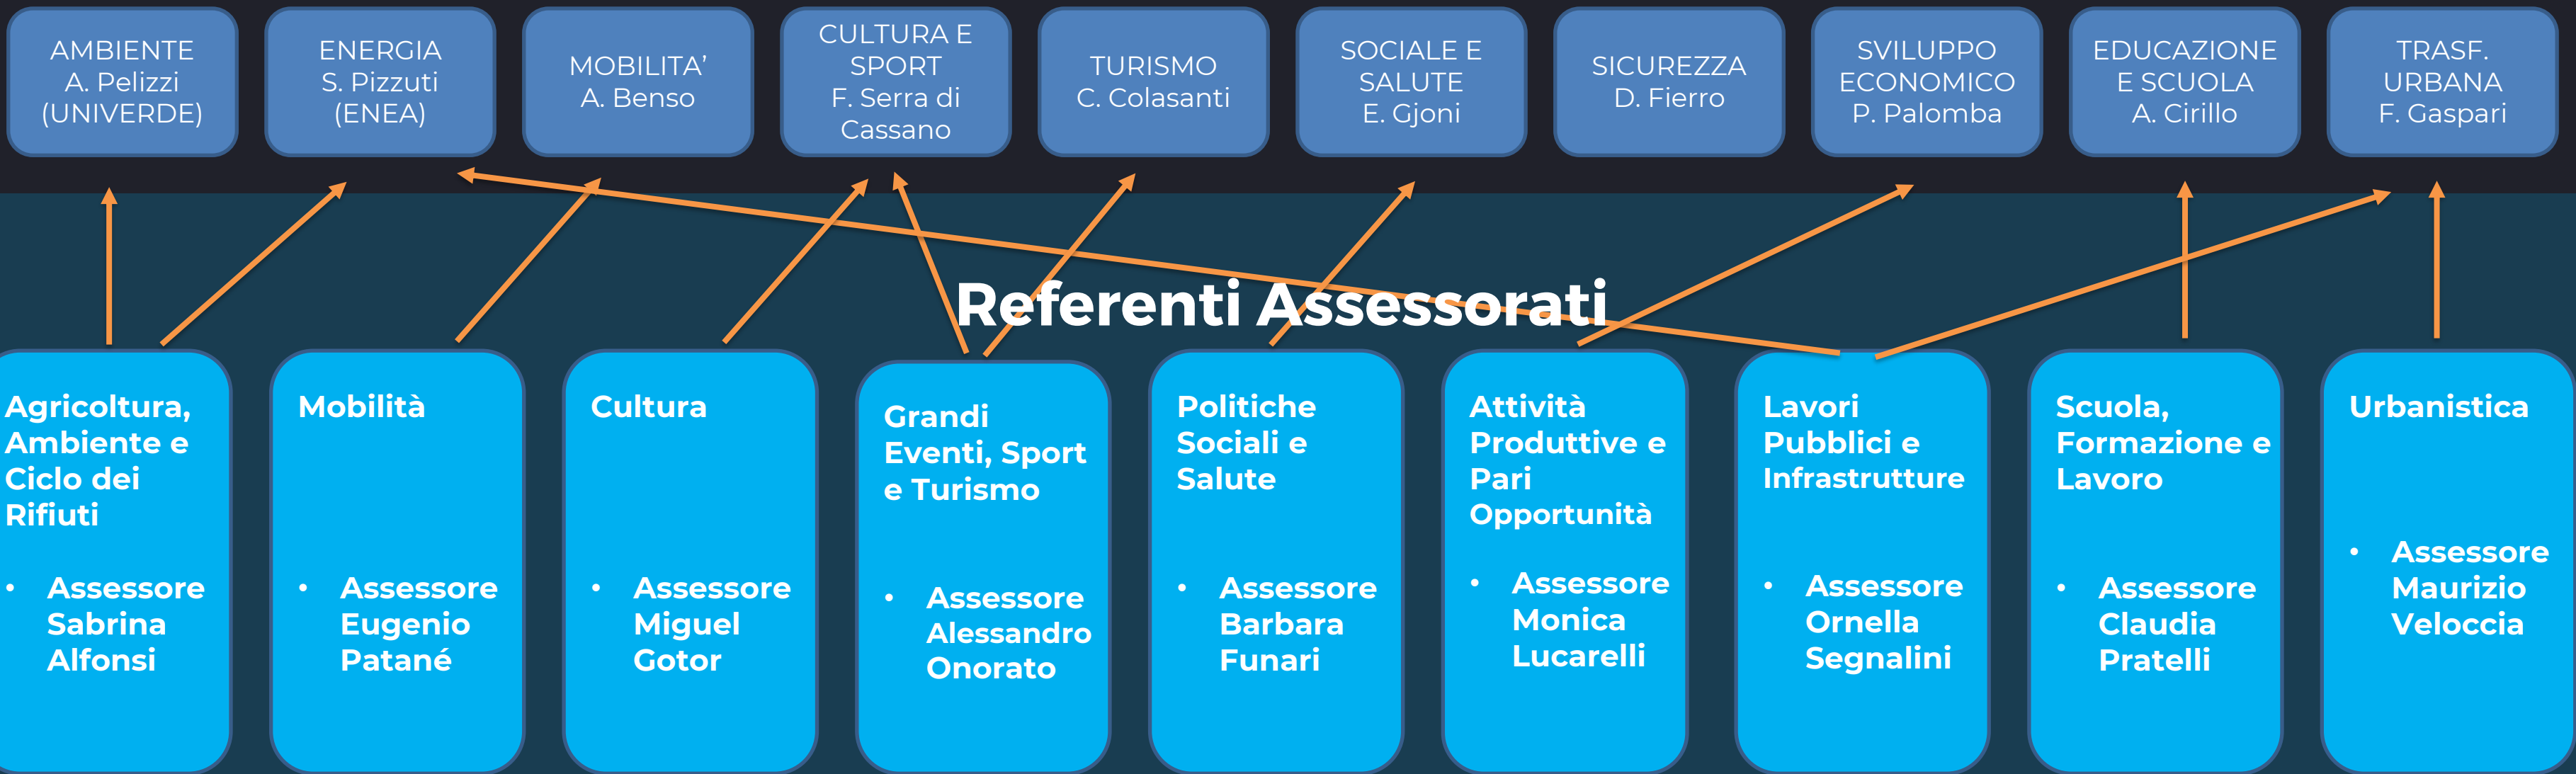 AMBIENTE
A. Pelizzi
(UNIVERDE)
ENERGIA
S. Pizzuti
(ENEA)
MOBILITA’
A. Benso
CULTURA E
SPORT
F. Serra di
Cassano
TURISMO
C. Colasanti
SOCIALE E
SALUTE
E. Gjoni
SICUREZZA
D. Fierro
SVILUPPO
ECONOMICO
P. Palomba
EDUCAZIONE
E SCUOLA
A. Cirillo
TRASF.
URBANA
F. Gaspari
Referenti Assessorati
Agricoltura,
Ambiente e
Ciclo dei
Rifiuti
• Assessore
Sabrina
Alfonsi
Mobilità
• Assessore
Eugenio
Patané
Cultura
• Assessore
Miguel
Gotor
Grandi
Eventi, Sport
e Turismo
• Assessore
Alessandro
Onorato
Politiche
Sociali e
Salute
• Assessore
Barbara
Funari
Attività
Produttive e
Pari
Opportunità
• Assessore
Monica
Lucarelli
Lavori
Pubblici e
Infrastrutture
• Assessore
Ornella
Segnalini
Scuola,
Formazione e
Lavoro
• Assessore
Claudia
Pratelli
Urbanistica
• Assessore
Maurizio
Veloccia